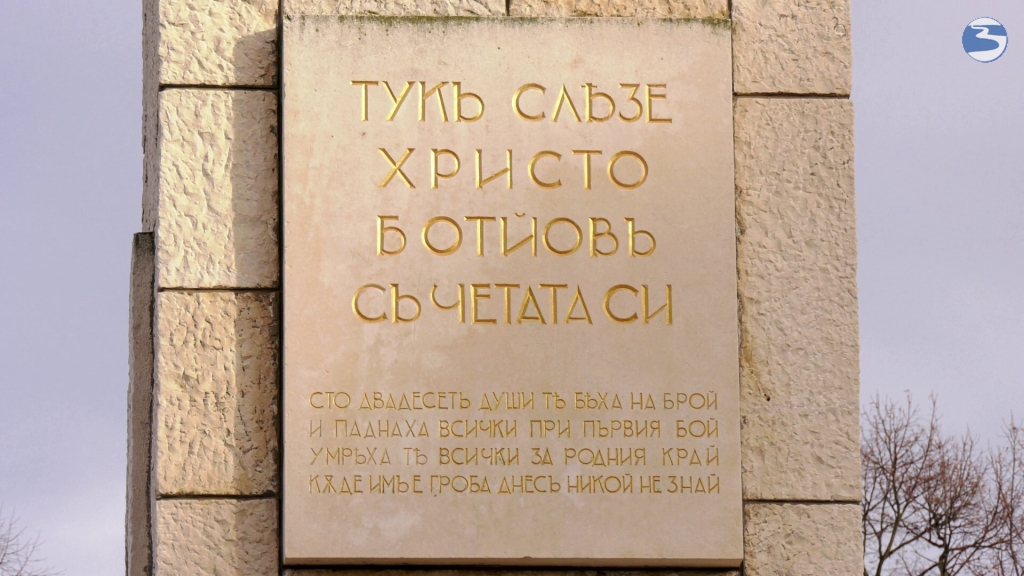 ТУКЪ СЛѢЗЕ
ХРИСТО
БОТЙОВЪ
СЪ ЧЕТАТА СИ
СТО ДВАДЕСЕТЬ ДУШИ ТѢ БѢХА НА БРОЙ
И ПАДНАХА ВСИЧКИ ПРИ ПЪРВИЯ БОЙ
УМРѢХА ТѢ ВСИЧКИ ЗА РОДНИЯ КРАЙ
КѪДЕ ИМЪ Е ГРОБА ДНЕСЪ НИКОЙ НЕ ЗНАЙ